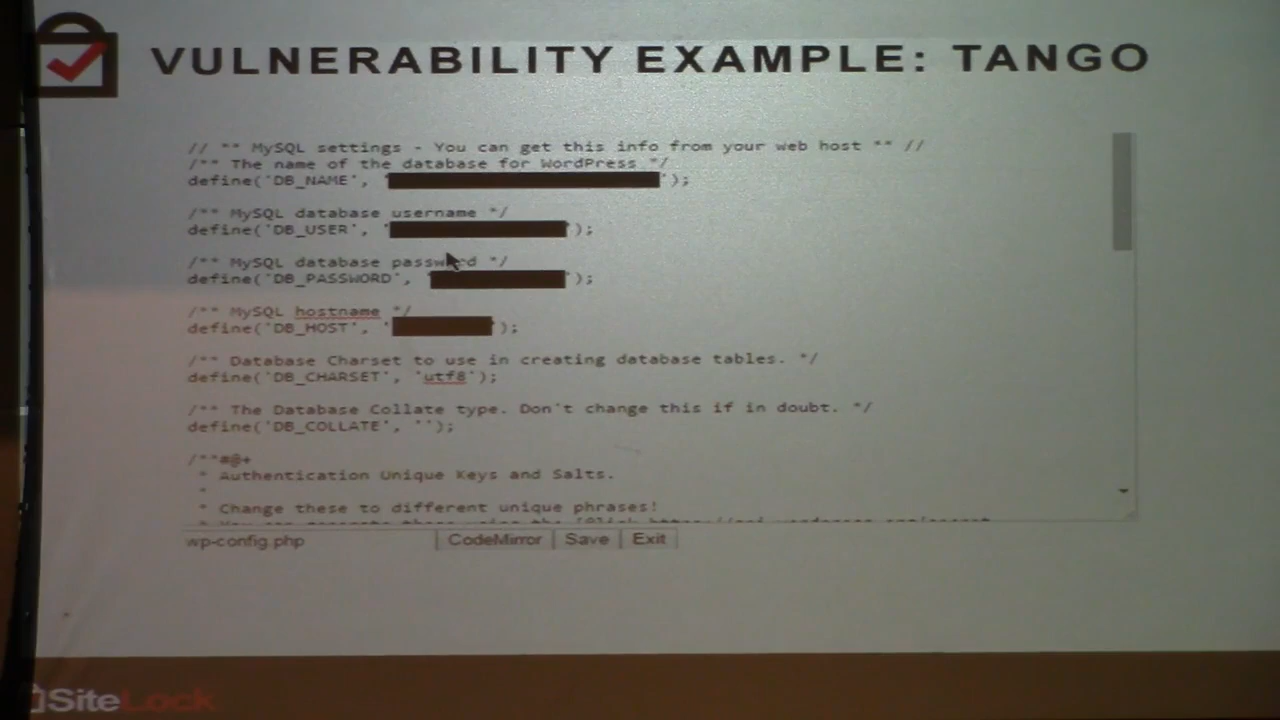 VULNERABILITY EXAMPLE: TANGO
// ** MySQL settings - You can get this info from your web host ** //
/** The name of the database for WordPress */
define('DB_NAME', ' ');
/** MySQL database username */
define('DB_USER', ' ');
/** MySQL database password */
define('DB_PASSWORD', ' ');
/** MySQL hostname */
define('DB_HOST', ' ');
/** Database Charset to use in creating database tables. */
define('DB_CHARSET', 'utf8');
/** The Database Collate type. Don't change this if in doubt. */
define('DB_COLLATE', '');
/**#@+
* Authentication Unique Keys and Salts.
*
* Change these to different unique phrases!
wp-config.php CodeMirror Save Exit
SiteLock